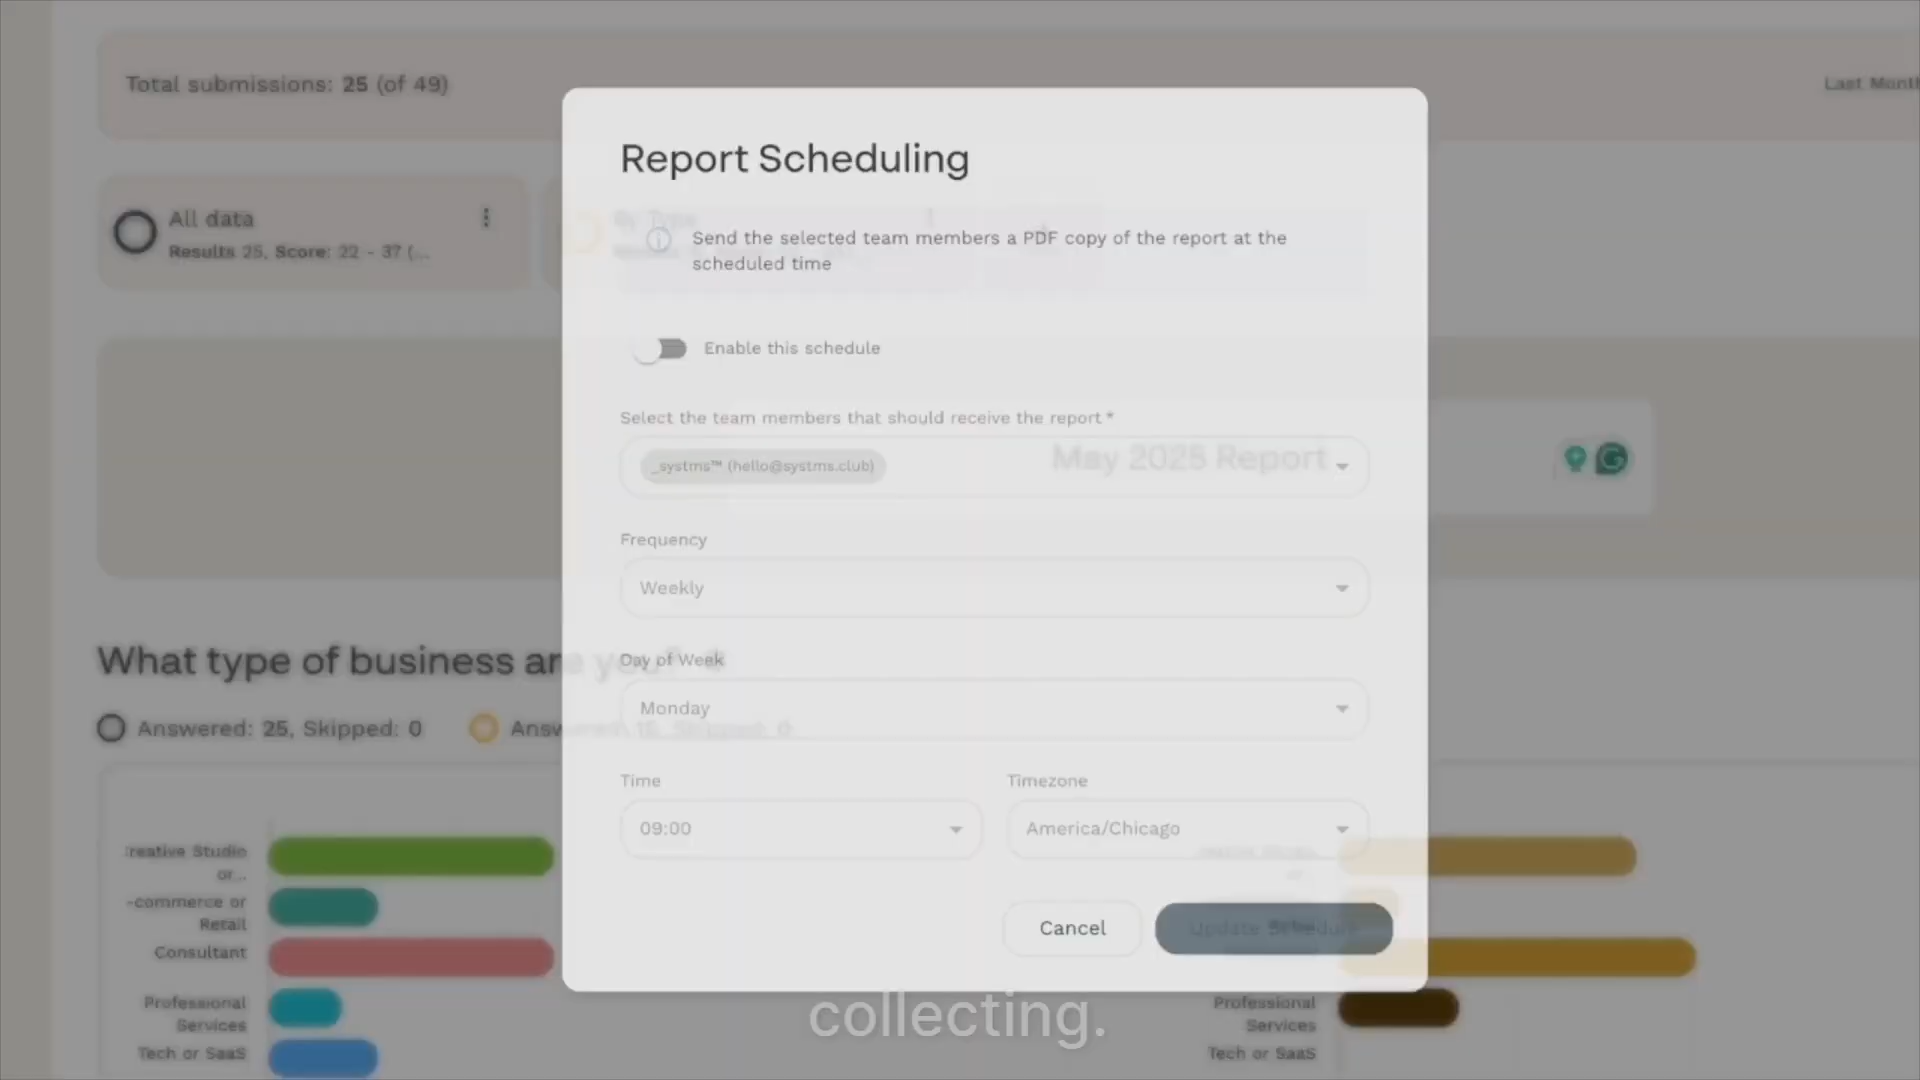 Total submissions: 25 (of 49)
Last Month
All data
Results 25, Score: 22 - 37 (...
By Type
Report Scheduling
Send the selected team members a PDF copy of the report at the
scheduled time
Enable this schedule
Select the team members that should receive the report *
_systms™ (hello@systms.club)
May 2025 Report
Frequency
Weekly
What type of business are you?
Day of Week
Monday
Answered: 25, Skipped: 0
Answered: 15, Skipped: 0
Time
Timezone
09:00
America/Chicago
reative Studio
or...
-commerce or
Retail
Consultant
Professional
Services
Tech or SaaS
Cancel
Update Schedule
Professional
Services
Tech or SaaS
collecting.